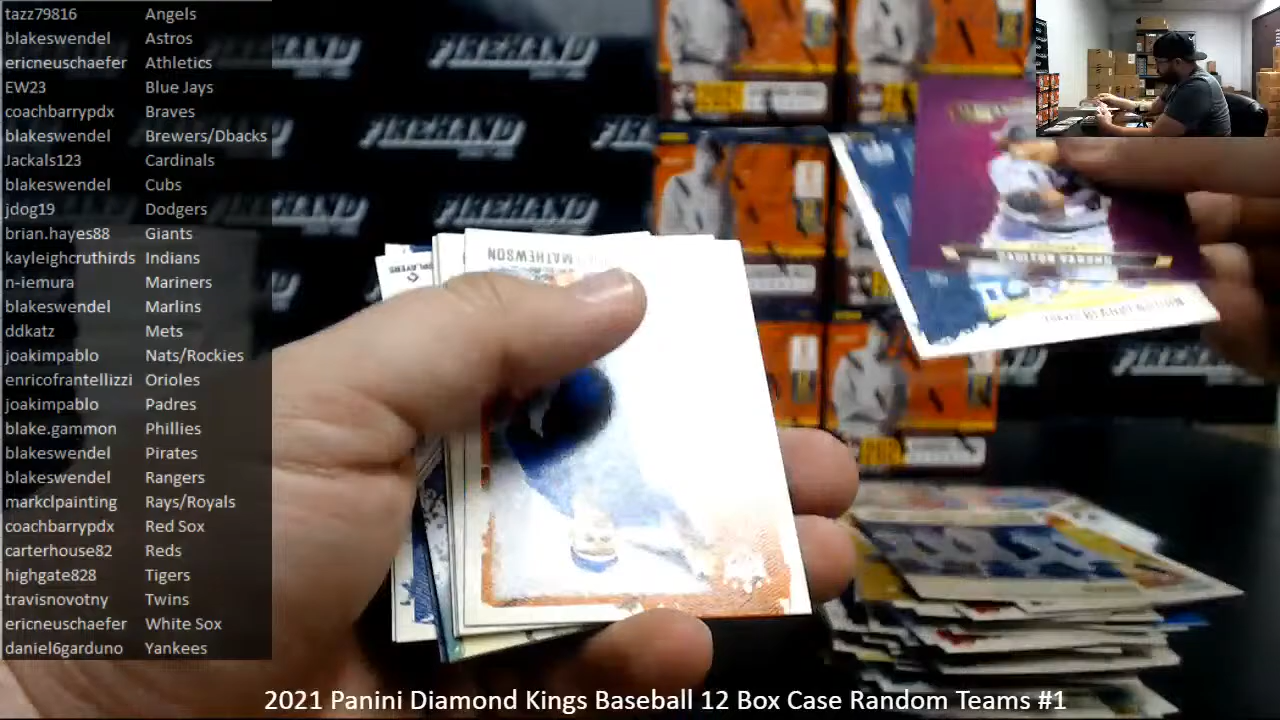 tazz79816 Angels
blakeswendel Astros
ericneuschaefer Athletics
EW23 Blue Jays
coachbarrypdx Braves
blakeswendel Brewers/Dbacks
Jackals123 Cardinals
blakeswendel Cubs
jdog19 Dodgers
brian.hayes88 Giants
kayleighcruthirds Indians
n-iemura Mariners
blakeswendel Marlins
ddkatz Mets
joakimpablo Nats/Rockies
enricofrantellizzi Orioles
joakimpablo Padres
blake.gammon Phillies
blakeswendel Pirates
blakeswendel Rangers
markclpainting Rays/Royals
coachbarrypdx Red Sox
carterhouse82 Reds
highgate828 Tigers
travisnovotny Twins
ericneuschaefer White Sox
daniel6garduno Yankees
FIREHAND
FIREHAND
FIREHAND
MATHEWSON
2021 Panini Diamond Kings Baseball 12 Box Case Random Teams #1